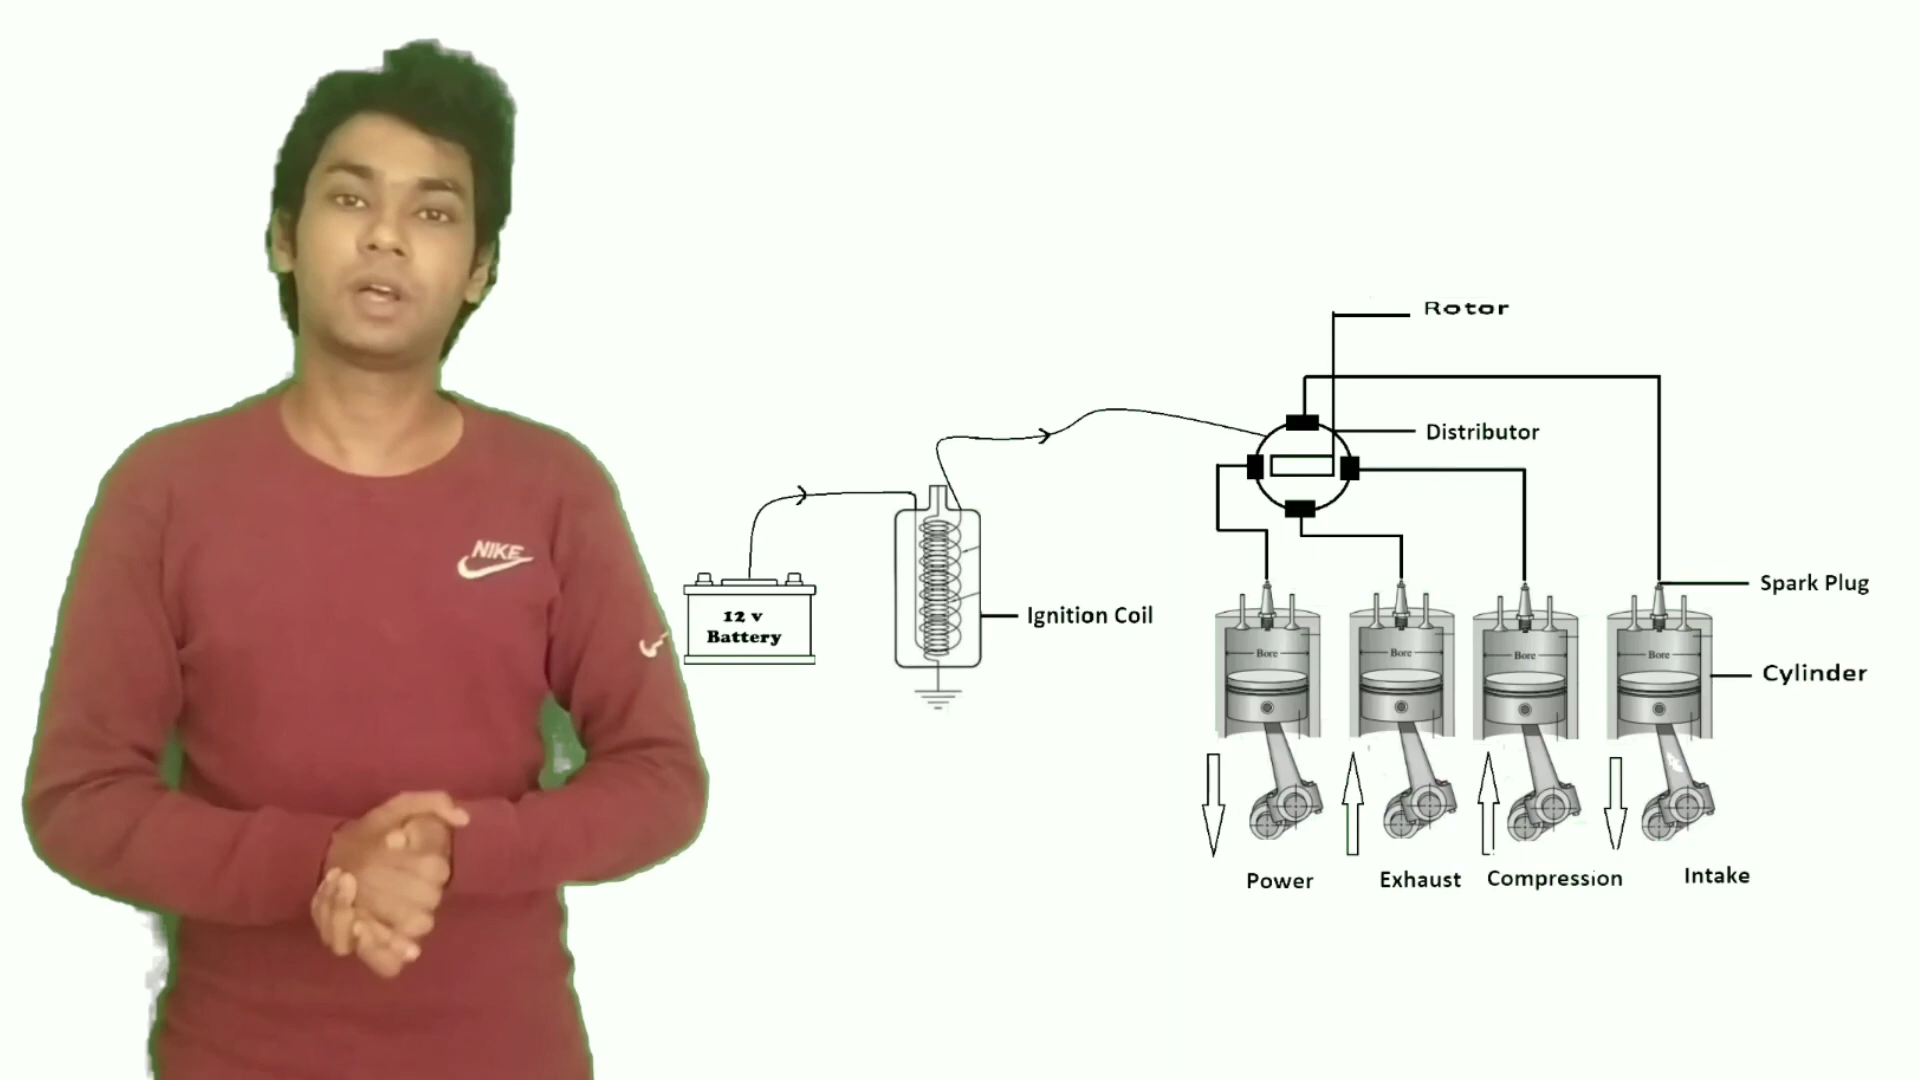 Rotor
Distributor
NIKE
12 v
Battery
Ignition Coil
Spark Plug
Bore
Bore
Bore
Bore
Cylinder
Power
Exhaust
Compression
Intake